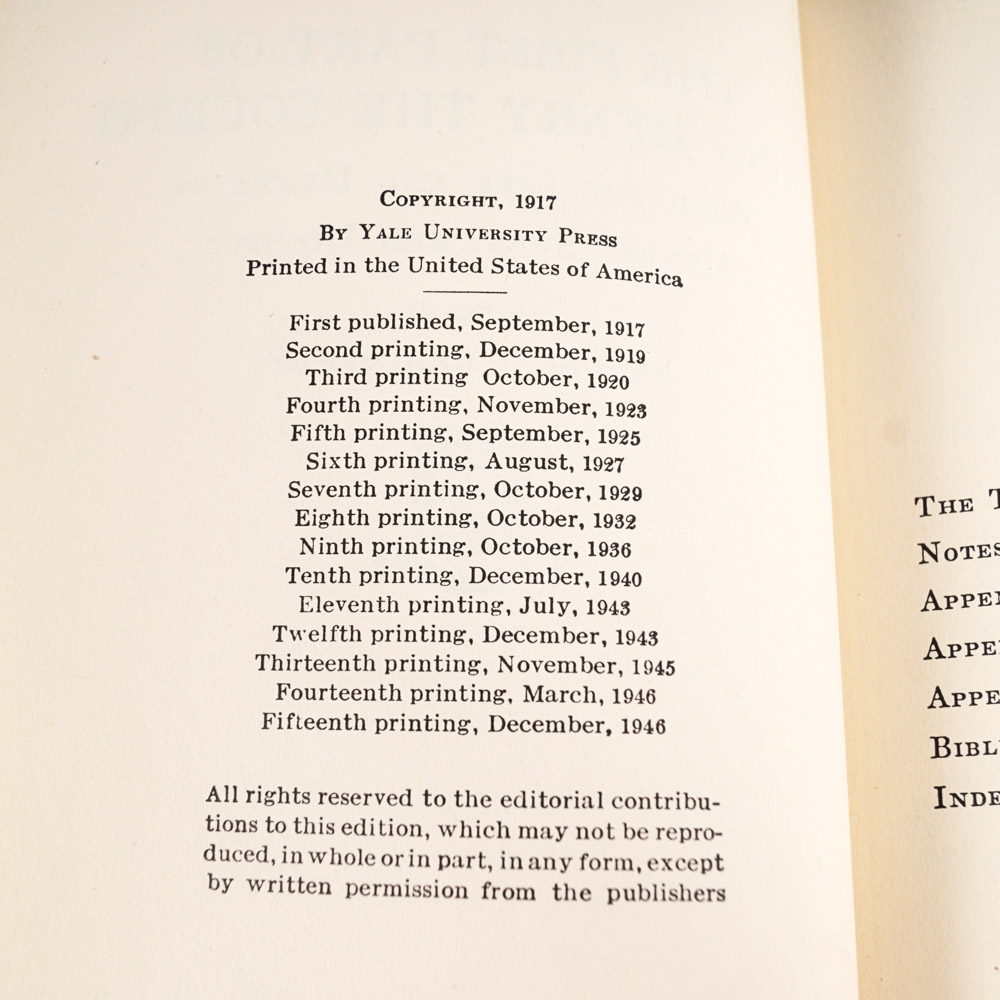 COPYRIGHT, 1917
BY YALE UNIVERSITY PRESS
Printed in the United States of America
First published, September, 1917
Second printing, December, 1919
Third printing October, 1920
Fourth printing, November, 1923
Fifth printing, September, 1925
Sixth printing, August, 1927
Seventh printing, October, 1929
Eighth printing, October, 1932
Ninth printing, October, 1936
Tenth printing, December, 1940
Eleventh printing, July, 1943
Twelfth printing, December, 1943
Thirteenth printing, November, 1945
Fourteenth printing, March, 1946
Fifteenth printing, December, 1946
All rights reserved to the editorial contribu-
tions to this edition, which may not be repro-
duced, in whole or in part, in any form, except
by written permission from the publishers
THE
NOTES